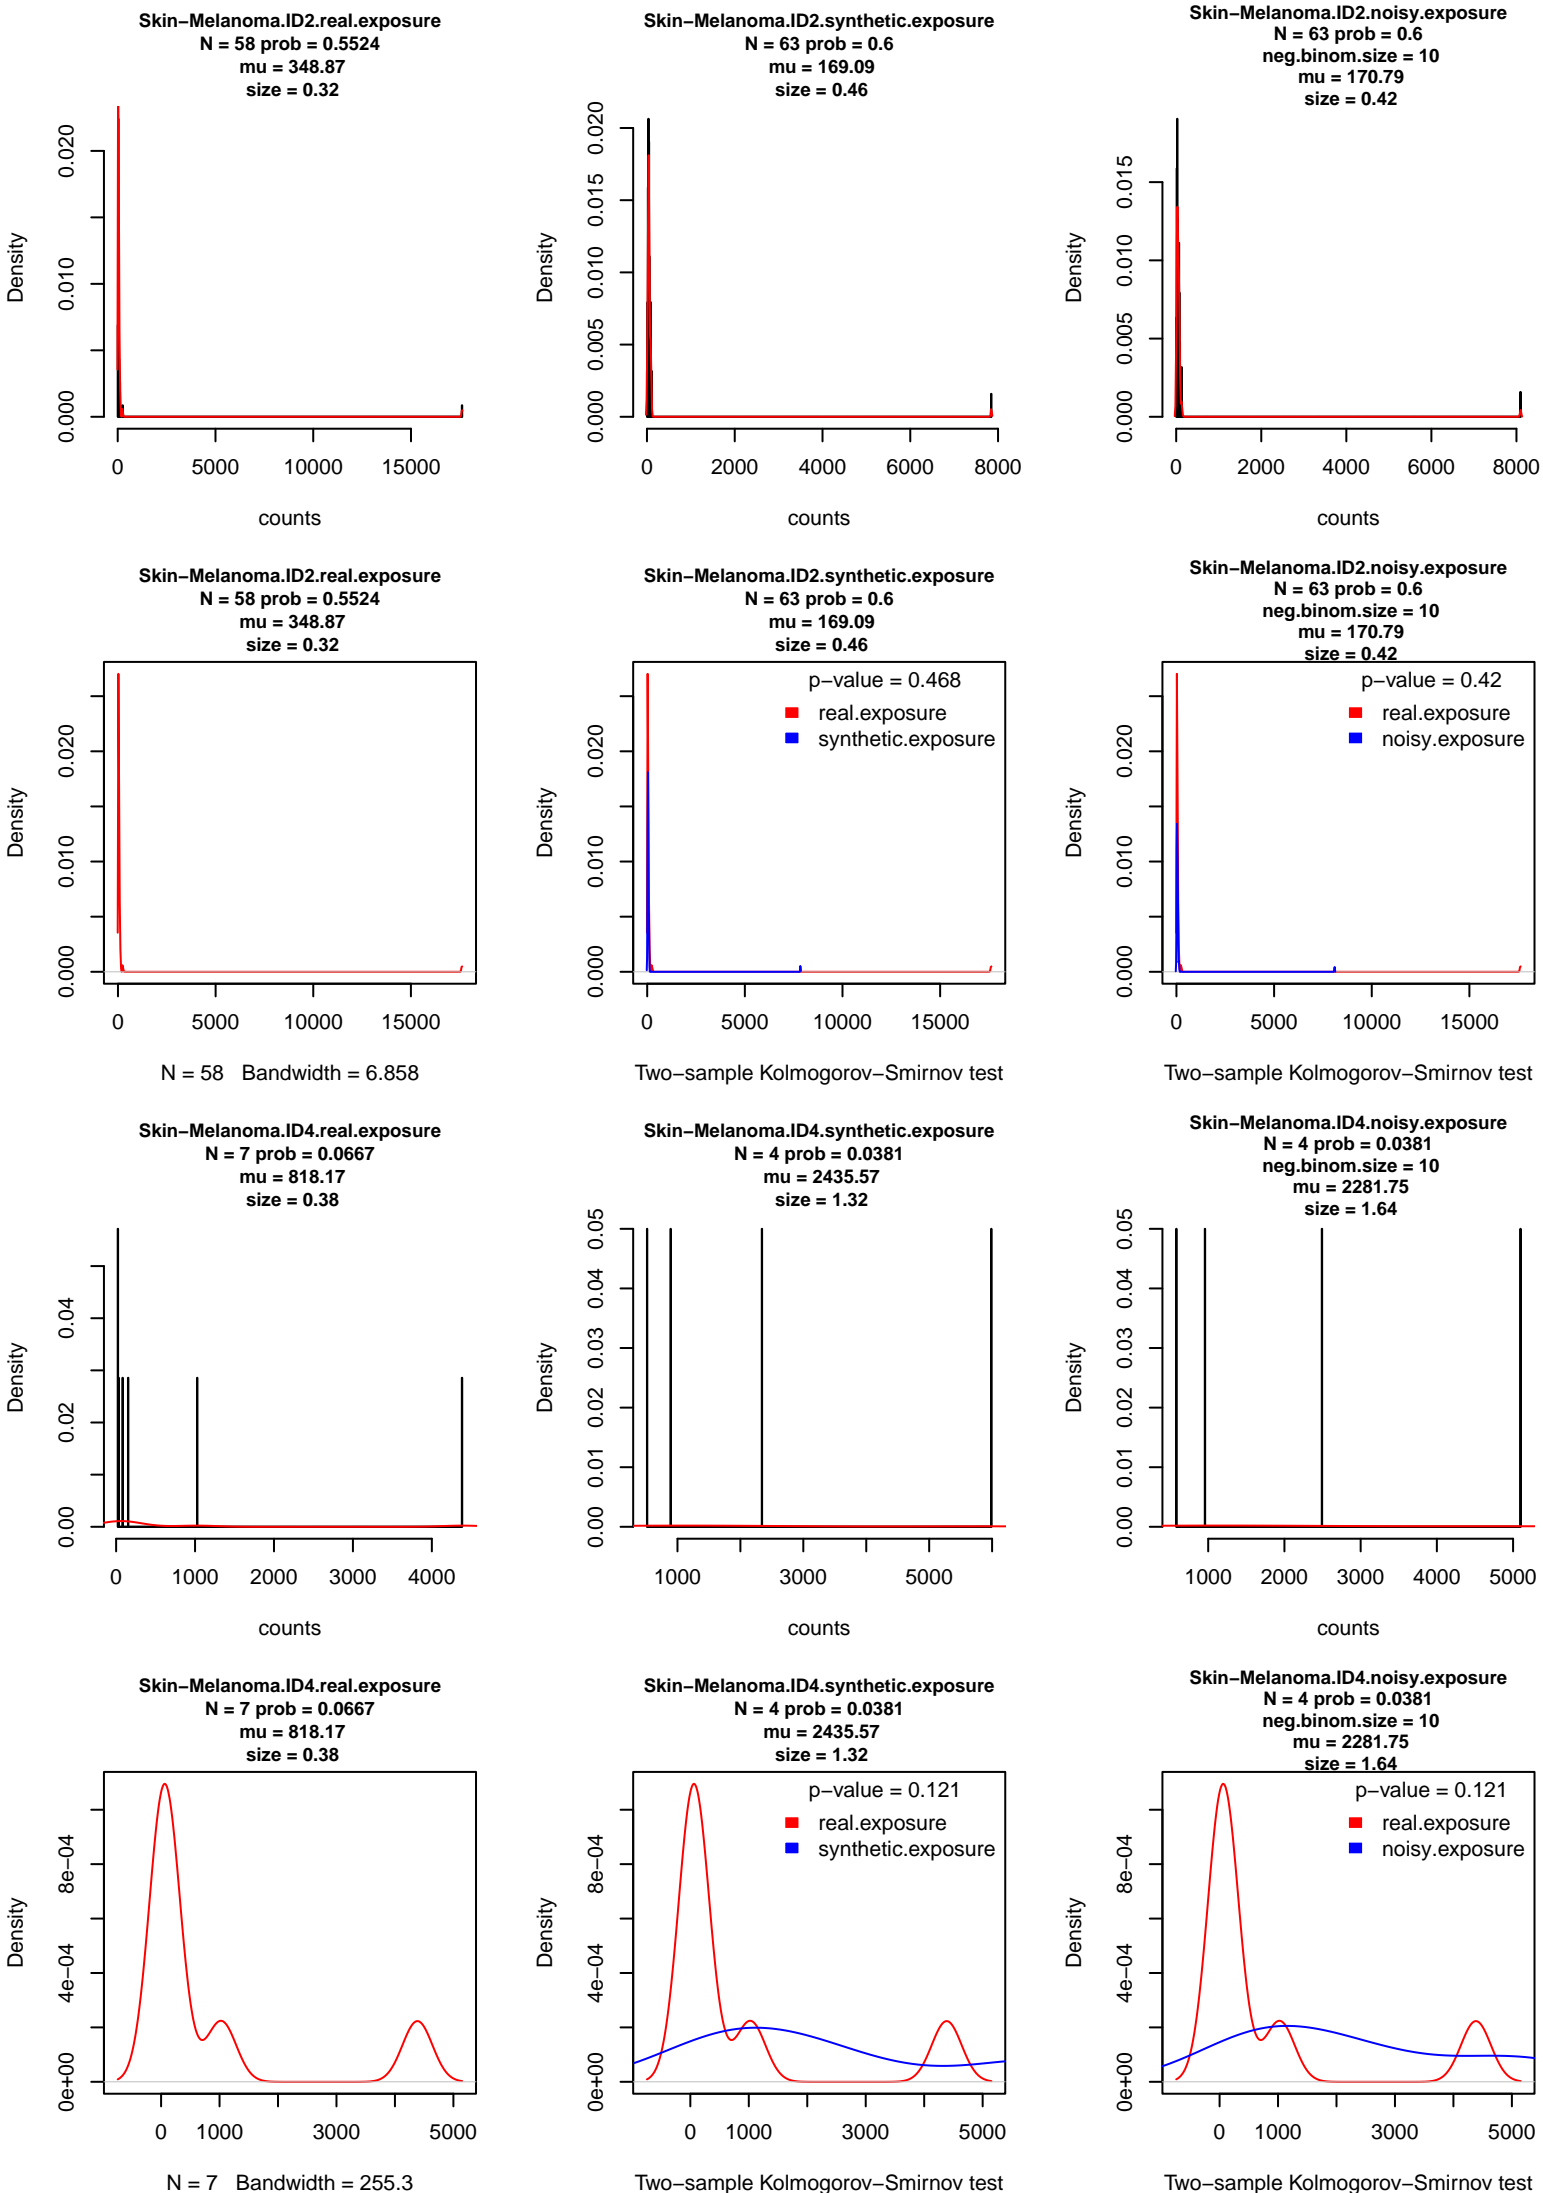 Skin−Melanoma.ID2.real.exposure
N = 58 prob = 0.5524
mu = 348.87
size = 0.32
Density
0.000
0.010
0.020
0
5000
10000
15000
counts
Skin−Melanoma.ID2.synthetic.exposure
N = 63 prob = 0.6
mu = 169.09
size = 0.46
Density
0.000
0.005
0.010
0.015
0.020
0
2000
4000
6000
8000
counts
Skin−Melanoma.ID2.noisy.exposure
N = 63 prob = 0.6
neg.binom.size = 10
mu = 170.79
size = 0.42
Density
0.000
0.005
0.010
0.015
0
2000
4000
6000
8000
counts
Skin−Melanoma.ID2.real.exposure
N = 58 prob = 0.5524
mu = 348.87
size = 0.32
Density
0.000
0.010
0.020
0
5000
10000
15000
N = 58   Bandwidth = 6.858
Skin−Melanoma.ID2.synthetic.exposure
N = 63 prob = 0.6
mu = 169.09
size = 0.46
p−value = 0.468
real.exposure
synthetic.exposure
Density
0.000
0.010
0.020
0
5000
10000
15000
Two−sample Kolmogorov−Smirnov test
Skin−Melanoma.ID2.noisy.exposure
N = 63 prob = 0.6
neg.binom.size = 10
mu = 170.79
size = 0.42
p−value = 0.42
real.exposure
noisy.exposure
Density
0.000
0.010
0.020
0
5000
10000
15000
Two−sample Kolmogorov−Smirnov test
Skin−Melanoma.ID4.real.exposure
N = 7 prob = 0.0667
mu = 818.17
size = 0.38
Density
0.00
0.02
0.04
0
1000
2000
3000
4000
counts
Skin−Melanoma.ID4.synthetic.exposure
N = 4 prob = 0.0381
mu = 2435.57
size = 1.32
Density
0.00
0.01
0.02
0.03
0.04
0.05
1000
3000
5000
counts
Skin−Melanoma.ID4.noisy.exposure
N = 4 prob = 0.0381
neg.binom.size = 10
mu = 2281.75
size = 1.64
Density
0.00
0.01
0.02
0.03
0.04
0.05
1000
2000
3000
4000
5000
counts
Skin−Melanoma.ID4.real.exposure
N = 7 prob = 0.0667
mu = 818.17
size = 0.38
Density
0e+00
4e−04
8e−04
0
1000
3000
5000
N = 7   Bandwidth = 255.3
Skin−Melanoma.ID4.synthetic.exposure
N = 4 prob = 0.0381
mu = 2435.57
size = 1.32
p−value = 0.121
real.exposure
synthetic.exposure
Density
0e+00
4e−04
8e−04
0
1000
3000
5000
Two−sample Kolmogorov−Smirnov test
Skin−Melanoma.ID4.noisy.exposure
N = 4 prob = 0.0381
neg.binom.size = 10
mu = 2281.75
size = 1.64
p−value = 0.121
real.exposure
noisy.exposure
Density
0e+00
4e−04
8e−04
0
1000
3000
5000
Two−sample Kolmogorov−Smirnov test